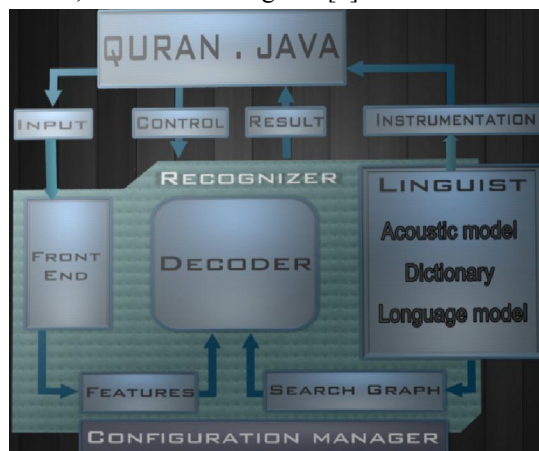 QURAN . JAVA
INPUT
CONTROL
RESULT
INSTRUMENTATION
RECOGNIZER
LINGUIST
Acoustic model
Dictionary
Longuage model
FRONT
END
DECODER
FEATURES
SEARCH GRAPH
CONFIGURATION MANAGER